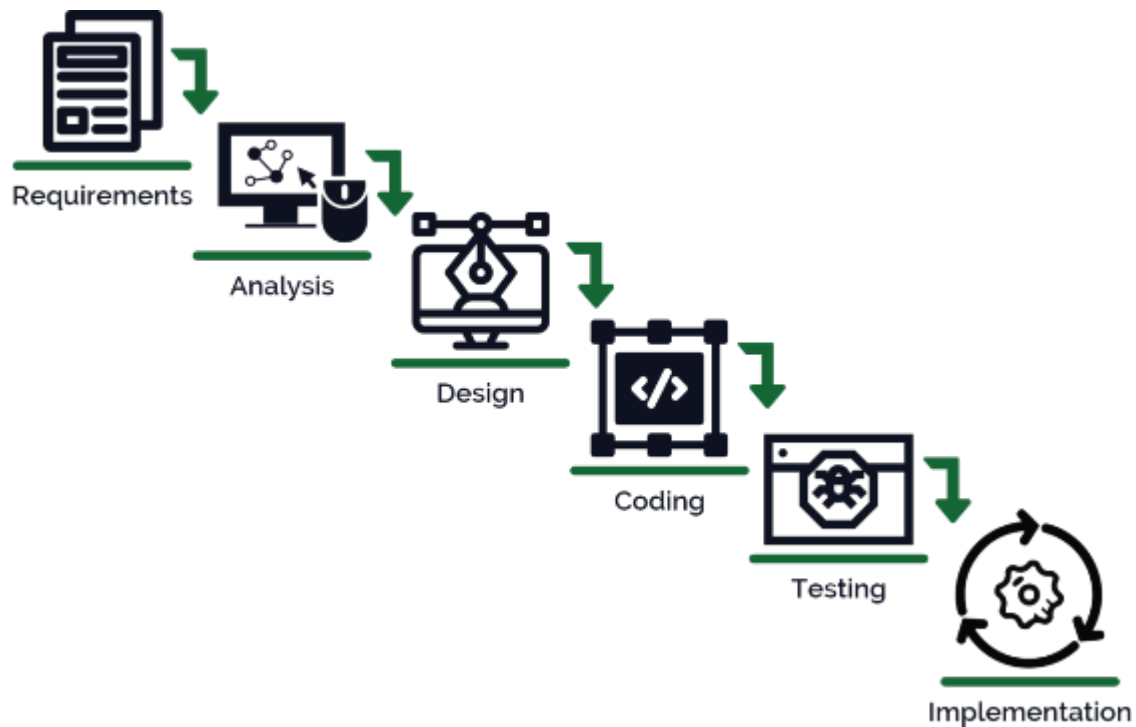 Requirements
Analysis
Design
</>
Coding
Testing
Implementation